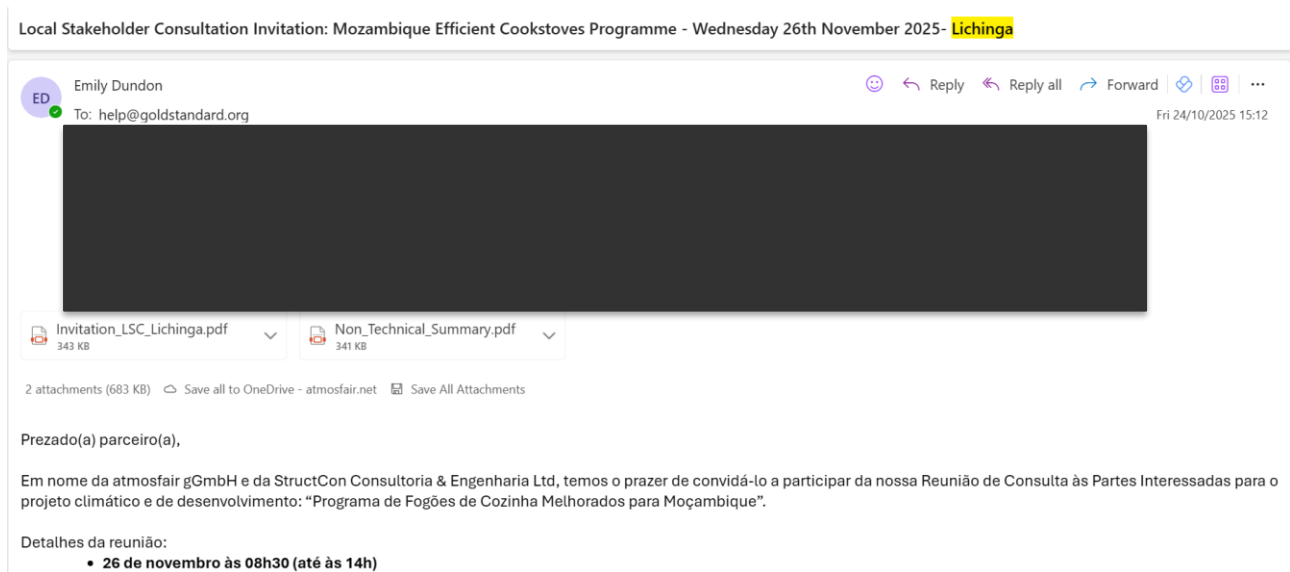 Local Stakeholder Consultation Invitation: Mozambique Efficient Cookstoves Programme - Wednesday 26th November 2025- Lichinga
ED
Emily Dundon
Reply
Reply all
Forward
To: help@goldstandard.org
Fri 24/10/2025 15:12
Invitation_LSC_Lichinga.pdf
343 KB
Non_Technical_Summary.pdf
341 KB
2 attachments (683 KB) Save all to OneDrive - atmosfair.net Save All Attachments
Prezado(a) parceiro(a),
Em nome da atmosfair gGmbH e da StructCon Consultoria & Engenharia Ltd, temos o prazer de convidá-lo a participar da nossa Reunião de Consulta às Partes Interessadas para o
projeto climático e de desenvolvimento: “Programa de Fogões de Cozinha Melhorados para Moçambique”.
Detalhes da reunião:
• 26 de novembro às 08h30 (até às 14h)